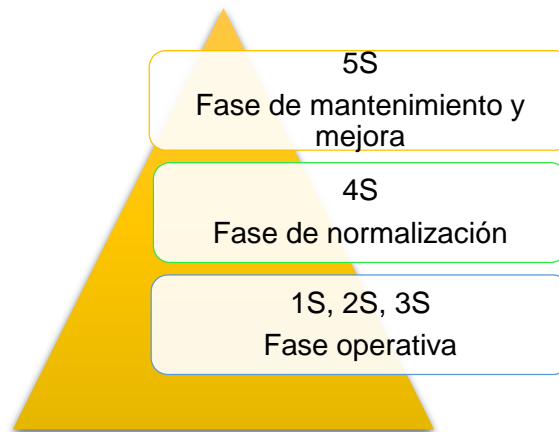 5S
Fase de mantenimiento y
mejora
4S
Fase de normalización
1S, 2S, 3S
Fase operativa